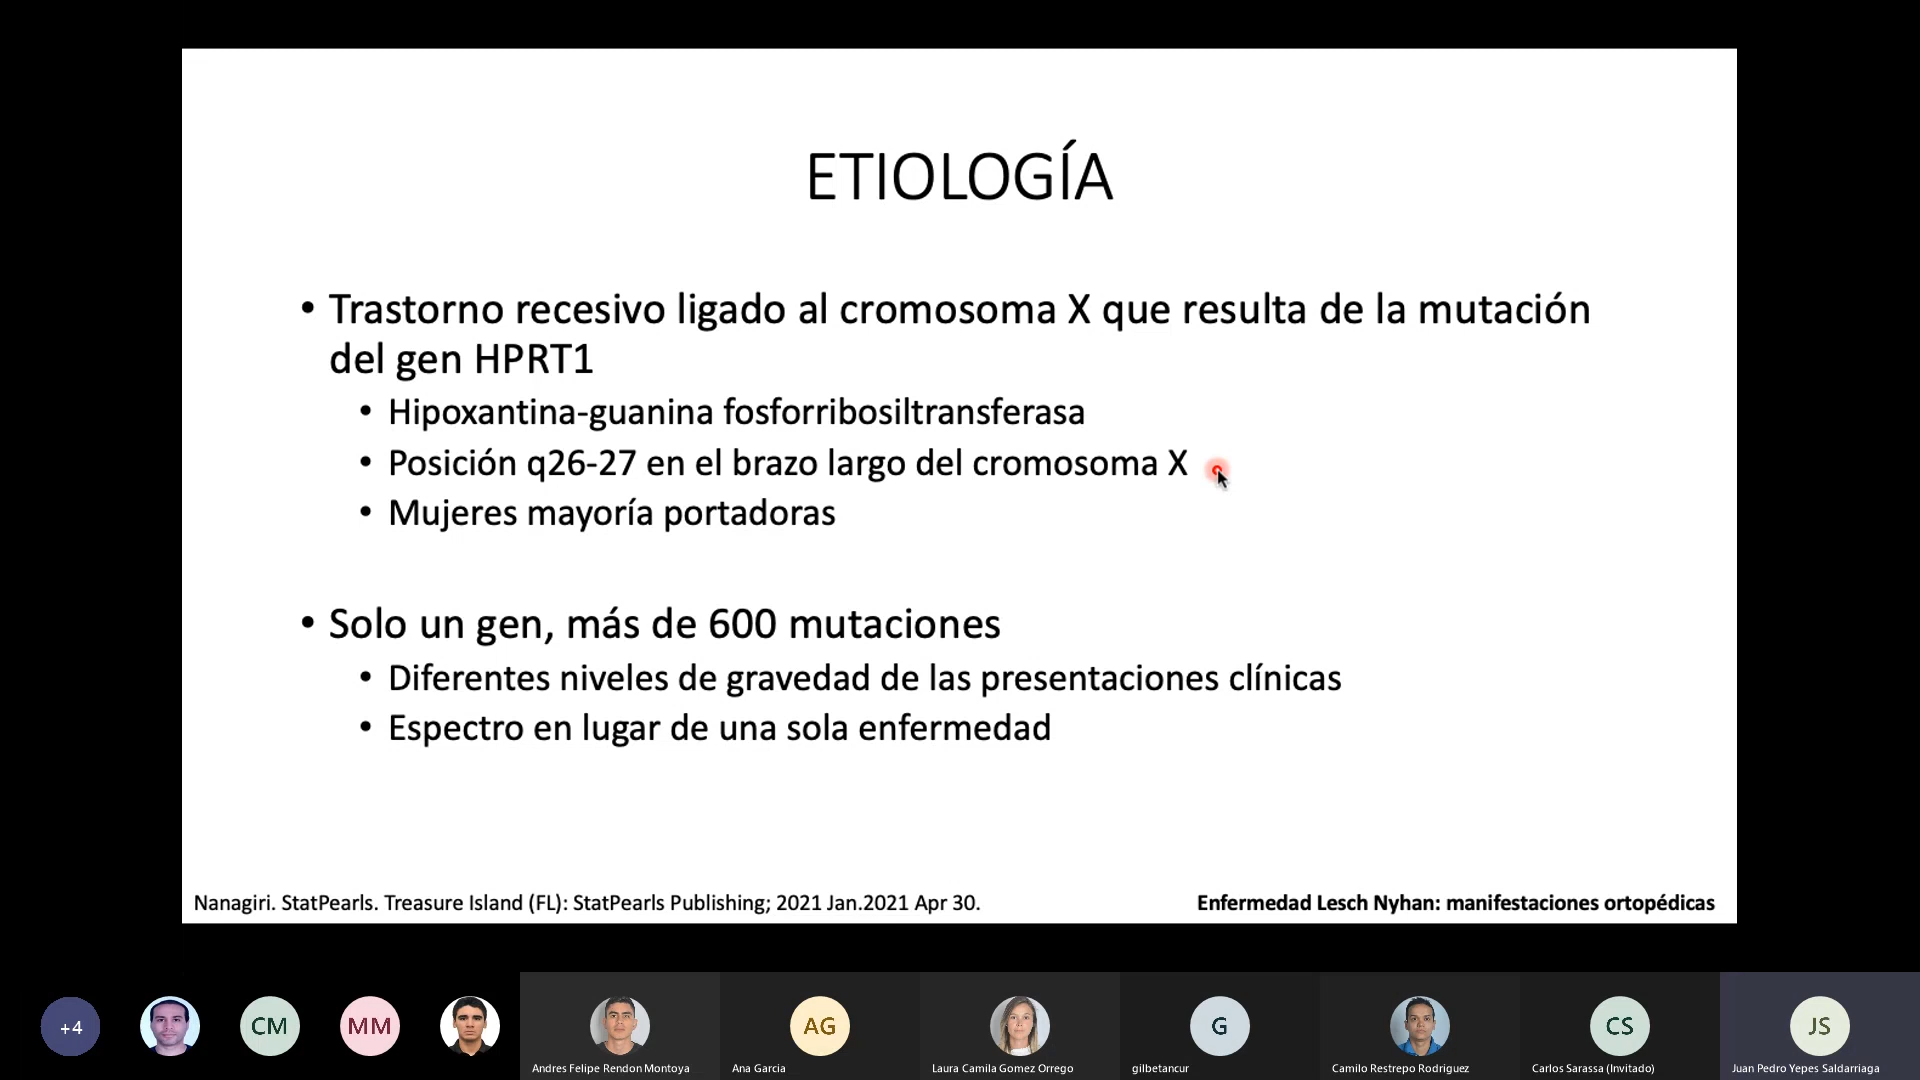 ETIOLOGÍA
• Trastorno recesivo ligado al cromosoma X que resulta de la mutación
del gen HPRT1
• Hipoxantina-guanina fosforribosiltransferasa
• Posición q26-27 en el brazo largo del cromosoma X
• Mujeres mayoría portadoras
• Solo un gen, más de 600 mutaciones
• Diferentes niveles de gravedad de las presentaciones clínicas
• Espectro en lugar de una sola enfermedad
Nanagiri. StatPearls. Treasure Island (FL): StatPearls Publishing; 2021 Jan.2021 Apr 30.
Enfermedad Lesch Nyhan: manifestaciones ortopédicas
+4
CM
MM
AG
G
CS
JS
Andres Felipe Rendon Montoya
Ana Garcia
Laura Camila Gomez Orrego
gilbetancur
Camilo Restrepo Rodriguez
Carlos Sarassa (Invitado)
Juan Pedro Yepes Saldarriaga